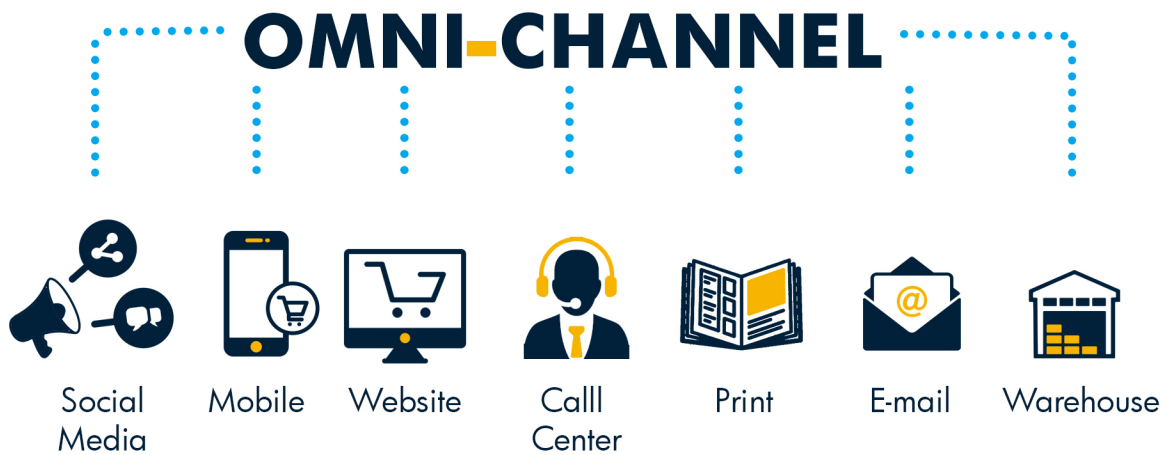 OMNI-CHANNEL
@
Social
Media
Mobile
Website
Calll
Center
Print
E-mail
Warehouse